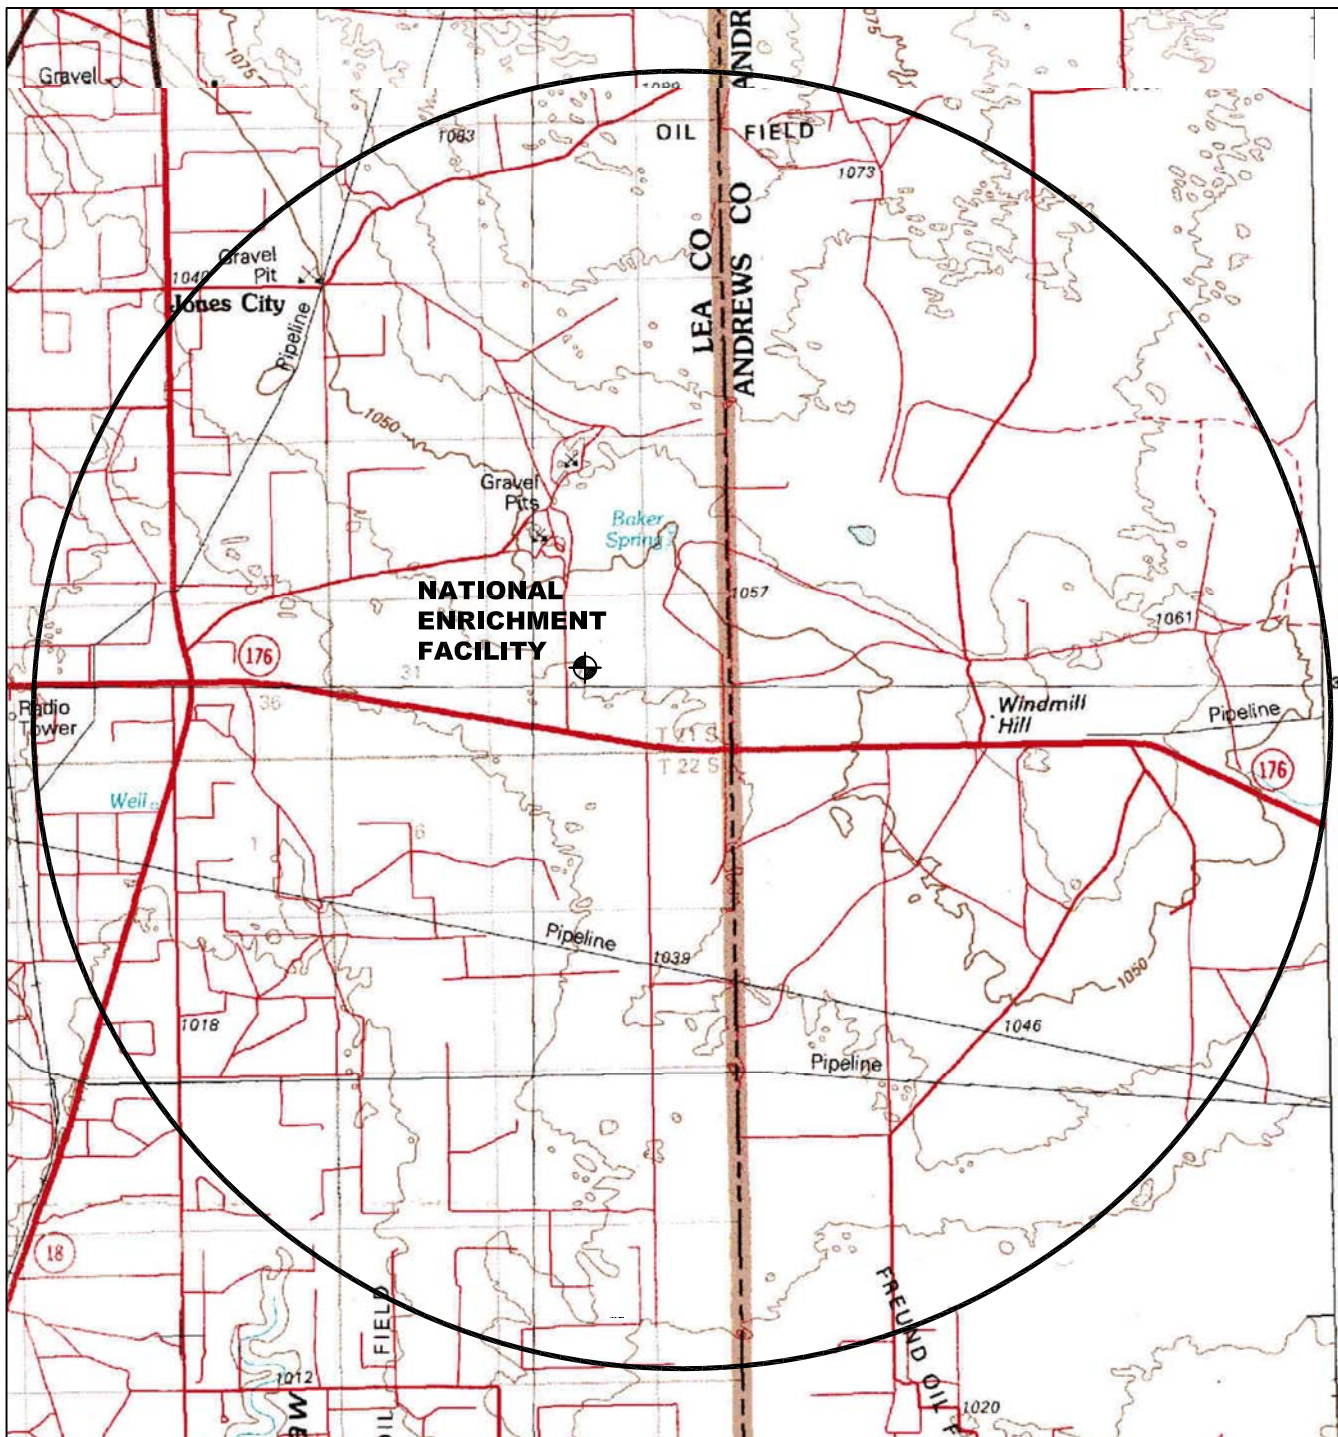 1075
1075
ANDR
Gravel
1083
OIL FIELD
1073
LEA CO
ANDREWS CO
Gravel
Pit
1040
Jones City
Pipeline
1050
Gravel
Pits
Baker
Spring
NATIONAL
ENRICHMENT
FACILITY
1057
1061
176
31
36
Radio
Tower
Windmill
Hill
Pipeline
T 21 S
T 22 S
176
Well
6
1
Pipeline
1039
1050
1018
1046
Pipeline
18
FIELD
OIL
FREUND OIL F
1012
1020